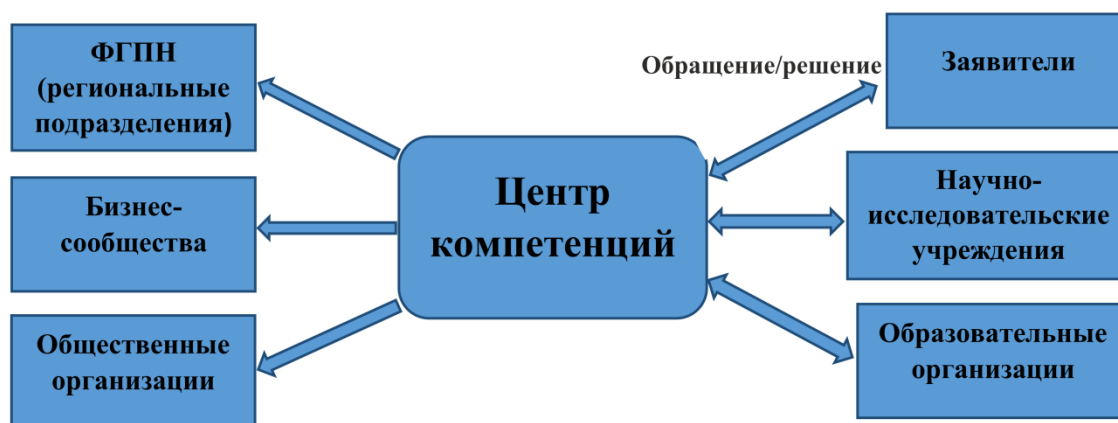 ФГПН
(региональные
подразделения)
Бизнес-
сообщества
Общественные
организации
Центр
компетенций
Обращение/решение
Заявители
Научно-
исследовательские
учреждения
Образовательные
организации